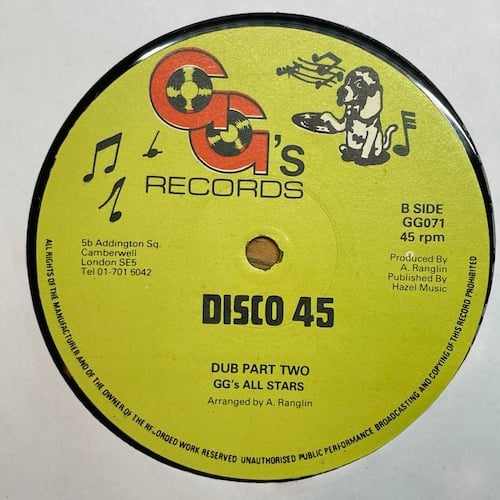 GG's
RECORDS
B SIDE
GG071
45 rpm
5b Addington Sq.
Camberwell
London SE5
Tel 01-701 6042
Produced By
A. Ranglin
Published By
Hazel Music
DISCO 45
DUB PART TWO
GG's ALL STARS
Arranged by A. Ranglin
ALL RIGHTS OF THE MANUFACTURER AND OF THE OWNER OF THE RECORDED WORK RESERVED UNAUTHORISED PUBLIC PERFORMANCE BROADCASTING AND COPYING OF THIS RECORD PROHIBITED